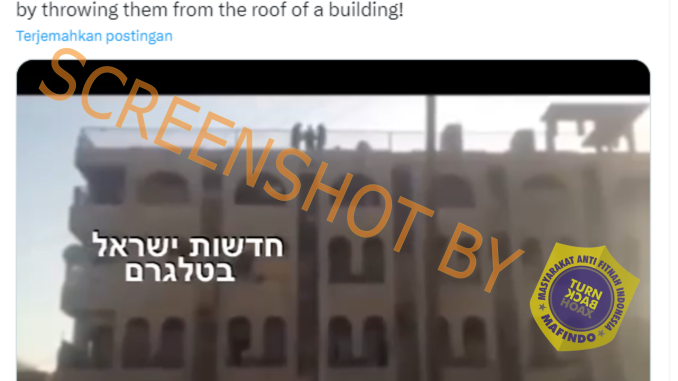 by throwing them from the roof of a building!
Terjemahkan postingan
SCREENSHOT BY
חדשות ישראל
בטלגרם
MASYARAKAT ANTI FITNAH INDONESIA
TURN
BACK
HOAX
MAFINDO